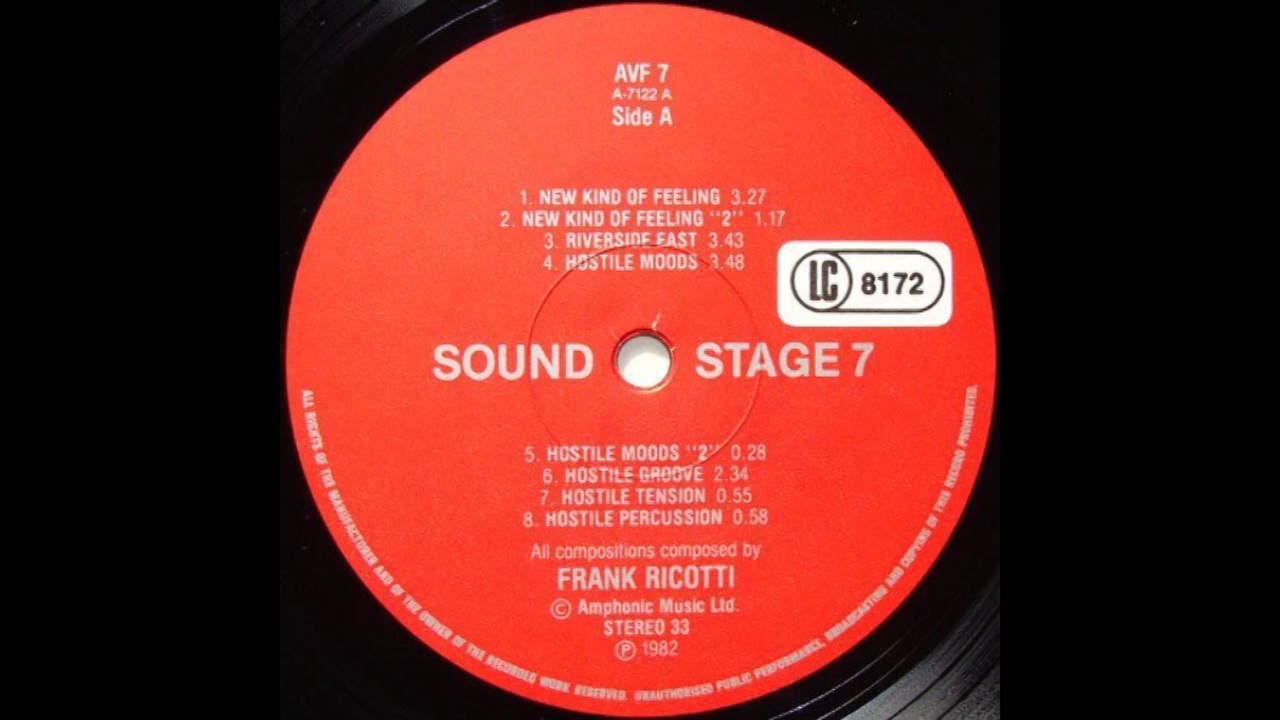 AVF 7
A-7122 A
Side A
1. NEW KIND OF FEELING 3.27
2. NEW KIND OF FEELING "2" 1.17
3. RIVERSIDE EAST 3.43
4. HOSTILE MOODS 3.48
LC 8172
SOUND STAGE 7
5. HOSTILE MOODS "2" 0.28
6. HOSTILE GROOVE 2.34
7. HOSTILE TENSION 0.55
8. HOSTILE PERCUSSION 0.58
All compositions composed by
FRANK RICOTTI
© Amphonic Music Ltd.
STEREO 33
℗ 1982
ALL RIGHTS OF THE MANUFACTURER AND OF THE OWNER OF THE RECORDED WORK RESERVED. UNAUTHORISED PUBLIC PERFORMANCE, BROADCASTING AND COPYING OF THIS RECORD PROHIBITED.